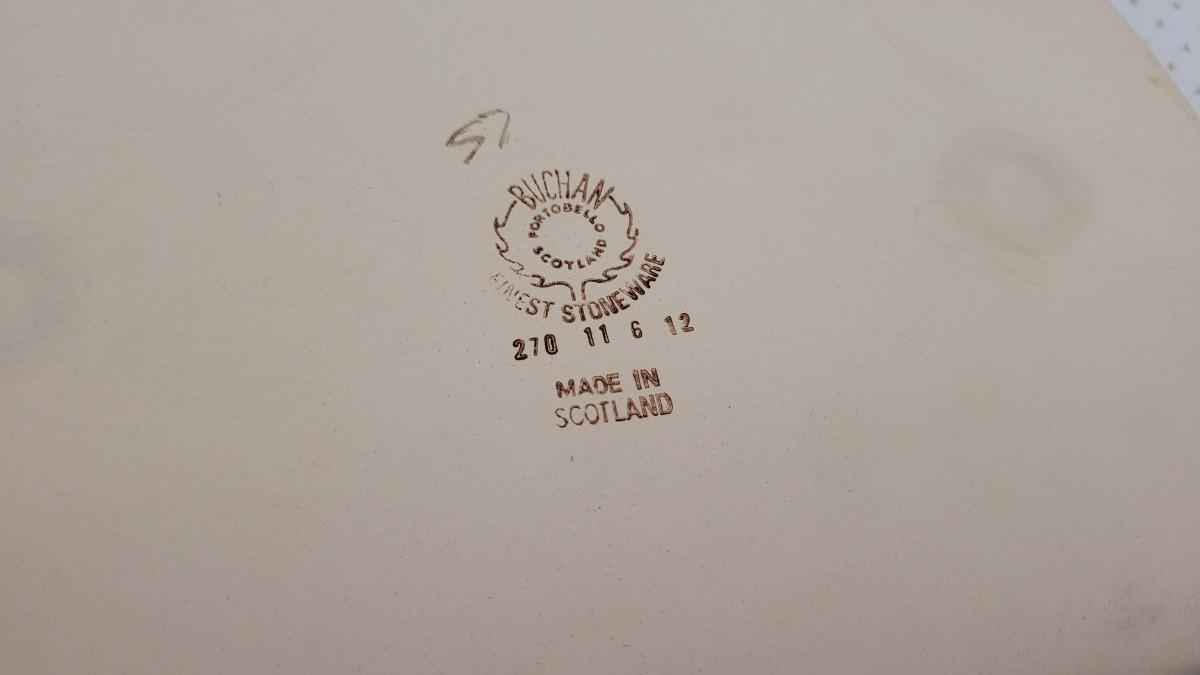 57
BUCHAN
PORTOBELLO
SCOTLAND
FINEST STONEWARE
270 11 6 12
MADE IN
SCOTLAND